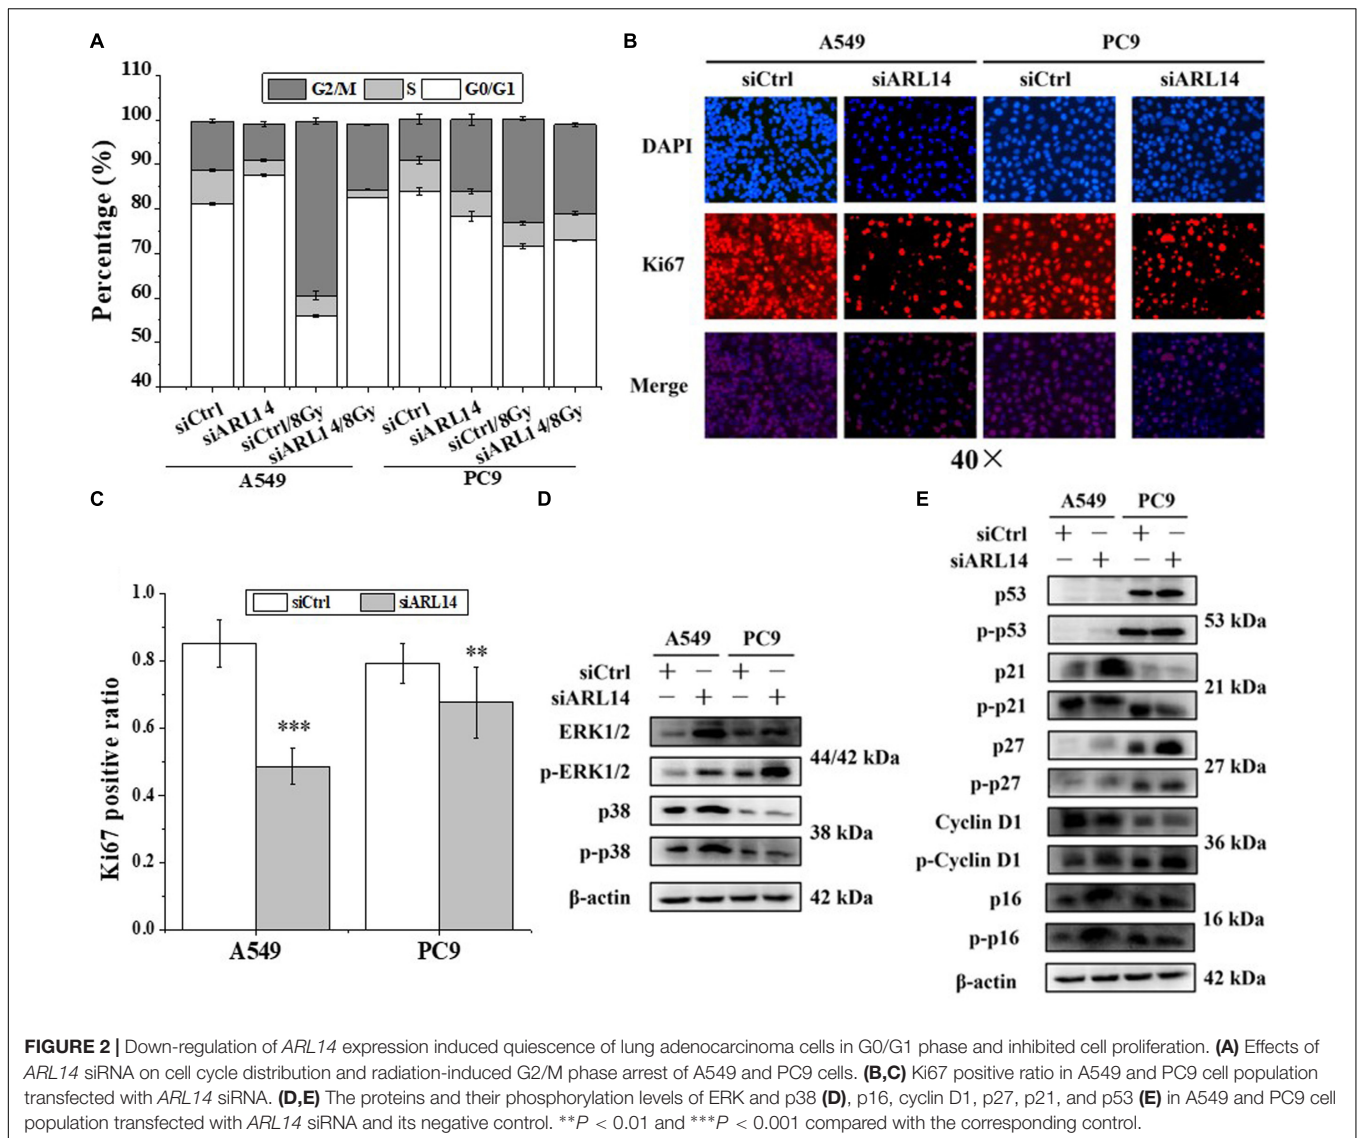 A
110
100
90
80
70
60
50
40
Percentage (%)
G2/M S G0/G1
siCtrl
siARL14
siCtrl/8Gy
siARL14/8Gy
siCtrl
siARL14
siCtrl/8Gy
siARL14/8Gy
A549 PC9
B
A549 PC9
siCtrl siARL14 siCtrl siARL14
DAPI
Ki67
Merge
40×
C
1.0
0.8
0.6
0.4
0.2
0.0
Ki67 positive ratio
siCtrl siARL14
***
**
A549 PC9
D
A549 PC9
siCtrl + − + −
siARL14 − + − +
ERK1/2
44/42 kDa
p-ERK1/2
p38
38 kDa
p-p38
β-actin 42 kDa
E
A549 PC9
siCtrl + − + −
siARL14 − + − +
p53
53 kDa
p-p53
p21
21 kDa
p-p21
p27
27 kDa
p-p27
Cyclin D1
36 kDa
p-Cyclin D1
p16
16 kDa
p-p16
β-actin 42 kDa
FIGURE 2 | Down-regulation of ARL14 expression induced quiescence of lung adenocarcinoma cells in G0/G1 phase and inhibited cell proliferation. (A) Effects of
ARL14 siRNA on cell cycle distribution and radiation-induced G2/M phase arrest of A549 and PC9 cells. (B,C) Ki67 positive ratio in A549 and PC9 cell population
transfected with ARL14 siRNA. (D,E) The proteins and their phosphorylation levels of ERK and p38 (D), p16, cyclin D1, p27, p21, and p53 (E) in A549 and PC9 cell
population transfected with ARL14 siRNA and its negative control. **P < 0.01 and ***P < 0.001 compared with the corresponding control.